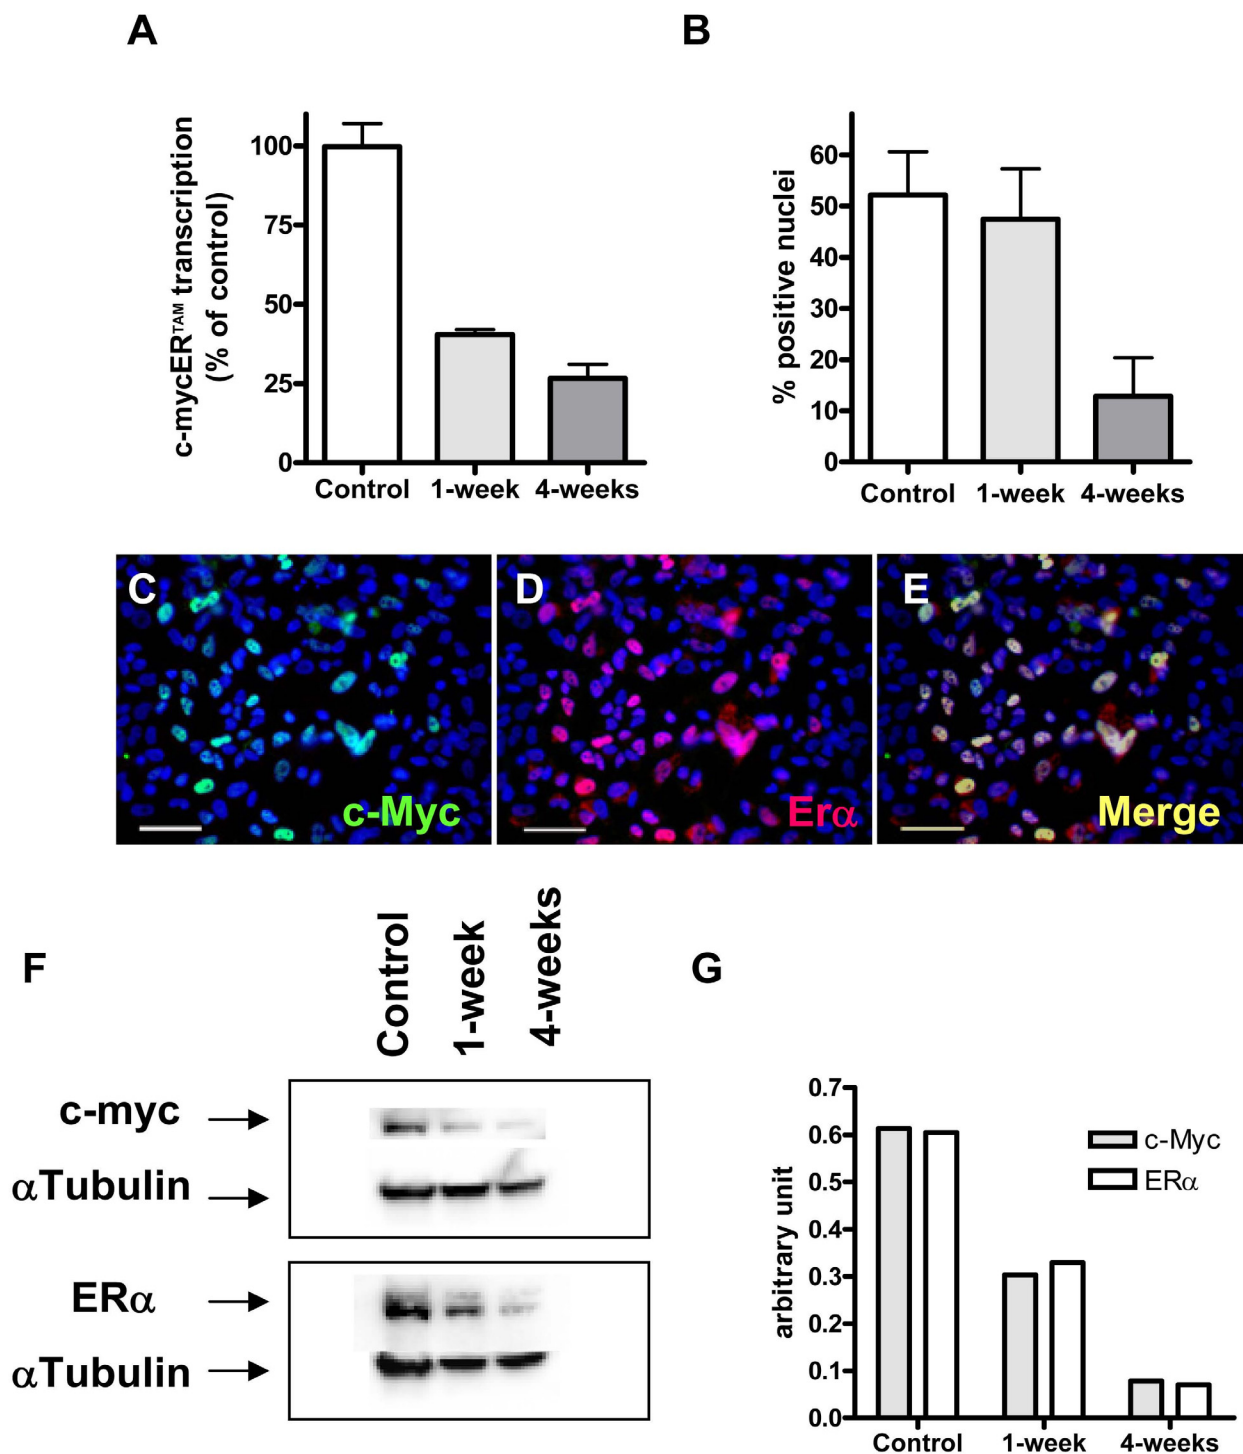 A
B
c-mycERTAM transcription
(% of control)
100
75
50
25
0
Control 1-week 4-weeks
% positive nuclei
60
50
40
30
20
10
0
Control 1-week 4-weeks
C
c-Myc
D
Erα
E
Merge
F
Control
1-week
4-weeks
c-myc
αTubulin
ERα
αTubulin
G
arbitrary unit
0.7
0.6
0.5
0.4
0.3
0.2
0.1
0.0
c-Myc
ERα
Control 1-week 4-weeks